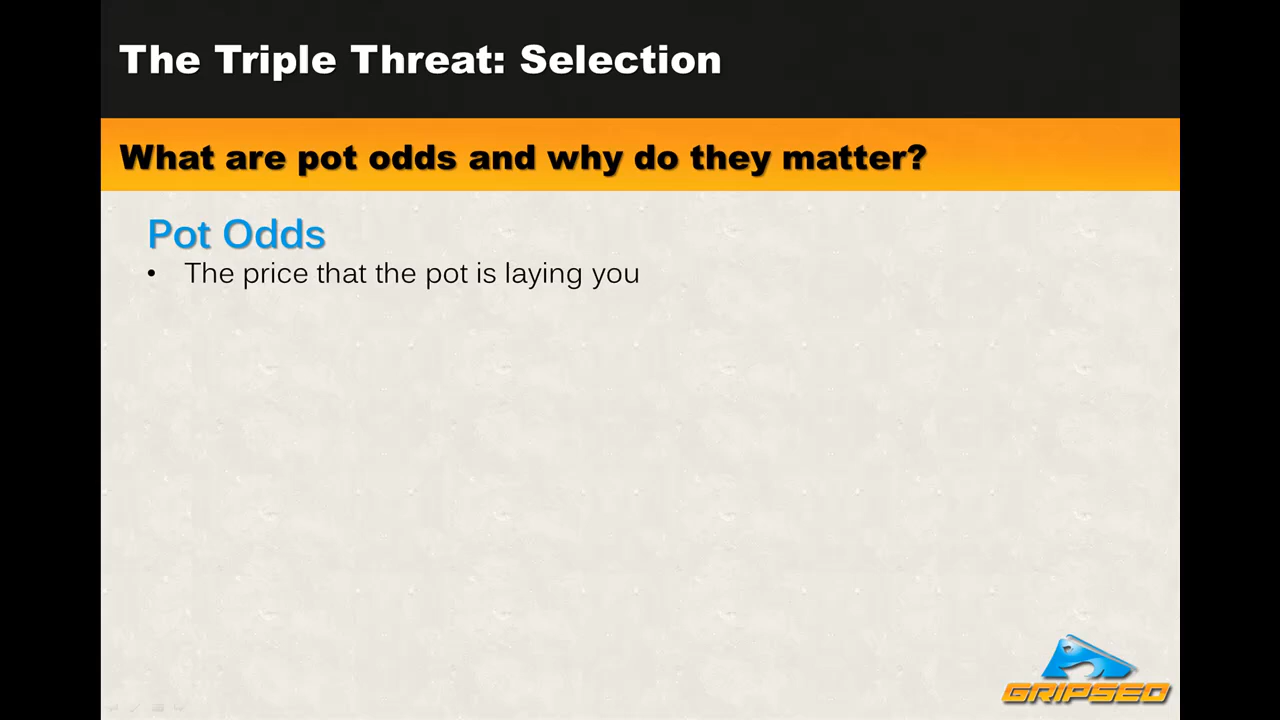 The Triple Threat: Selection
What are pot odds and why do they matter?
Pot Odds
• The price that the pot is laying you
GRIPSED